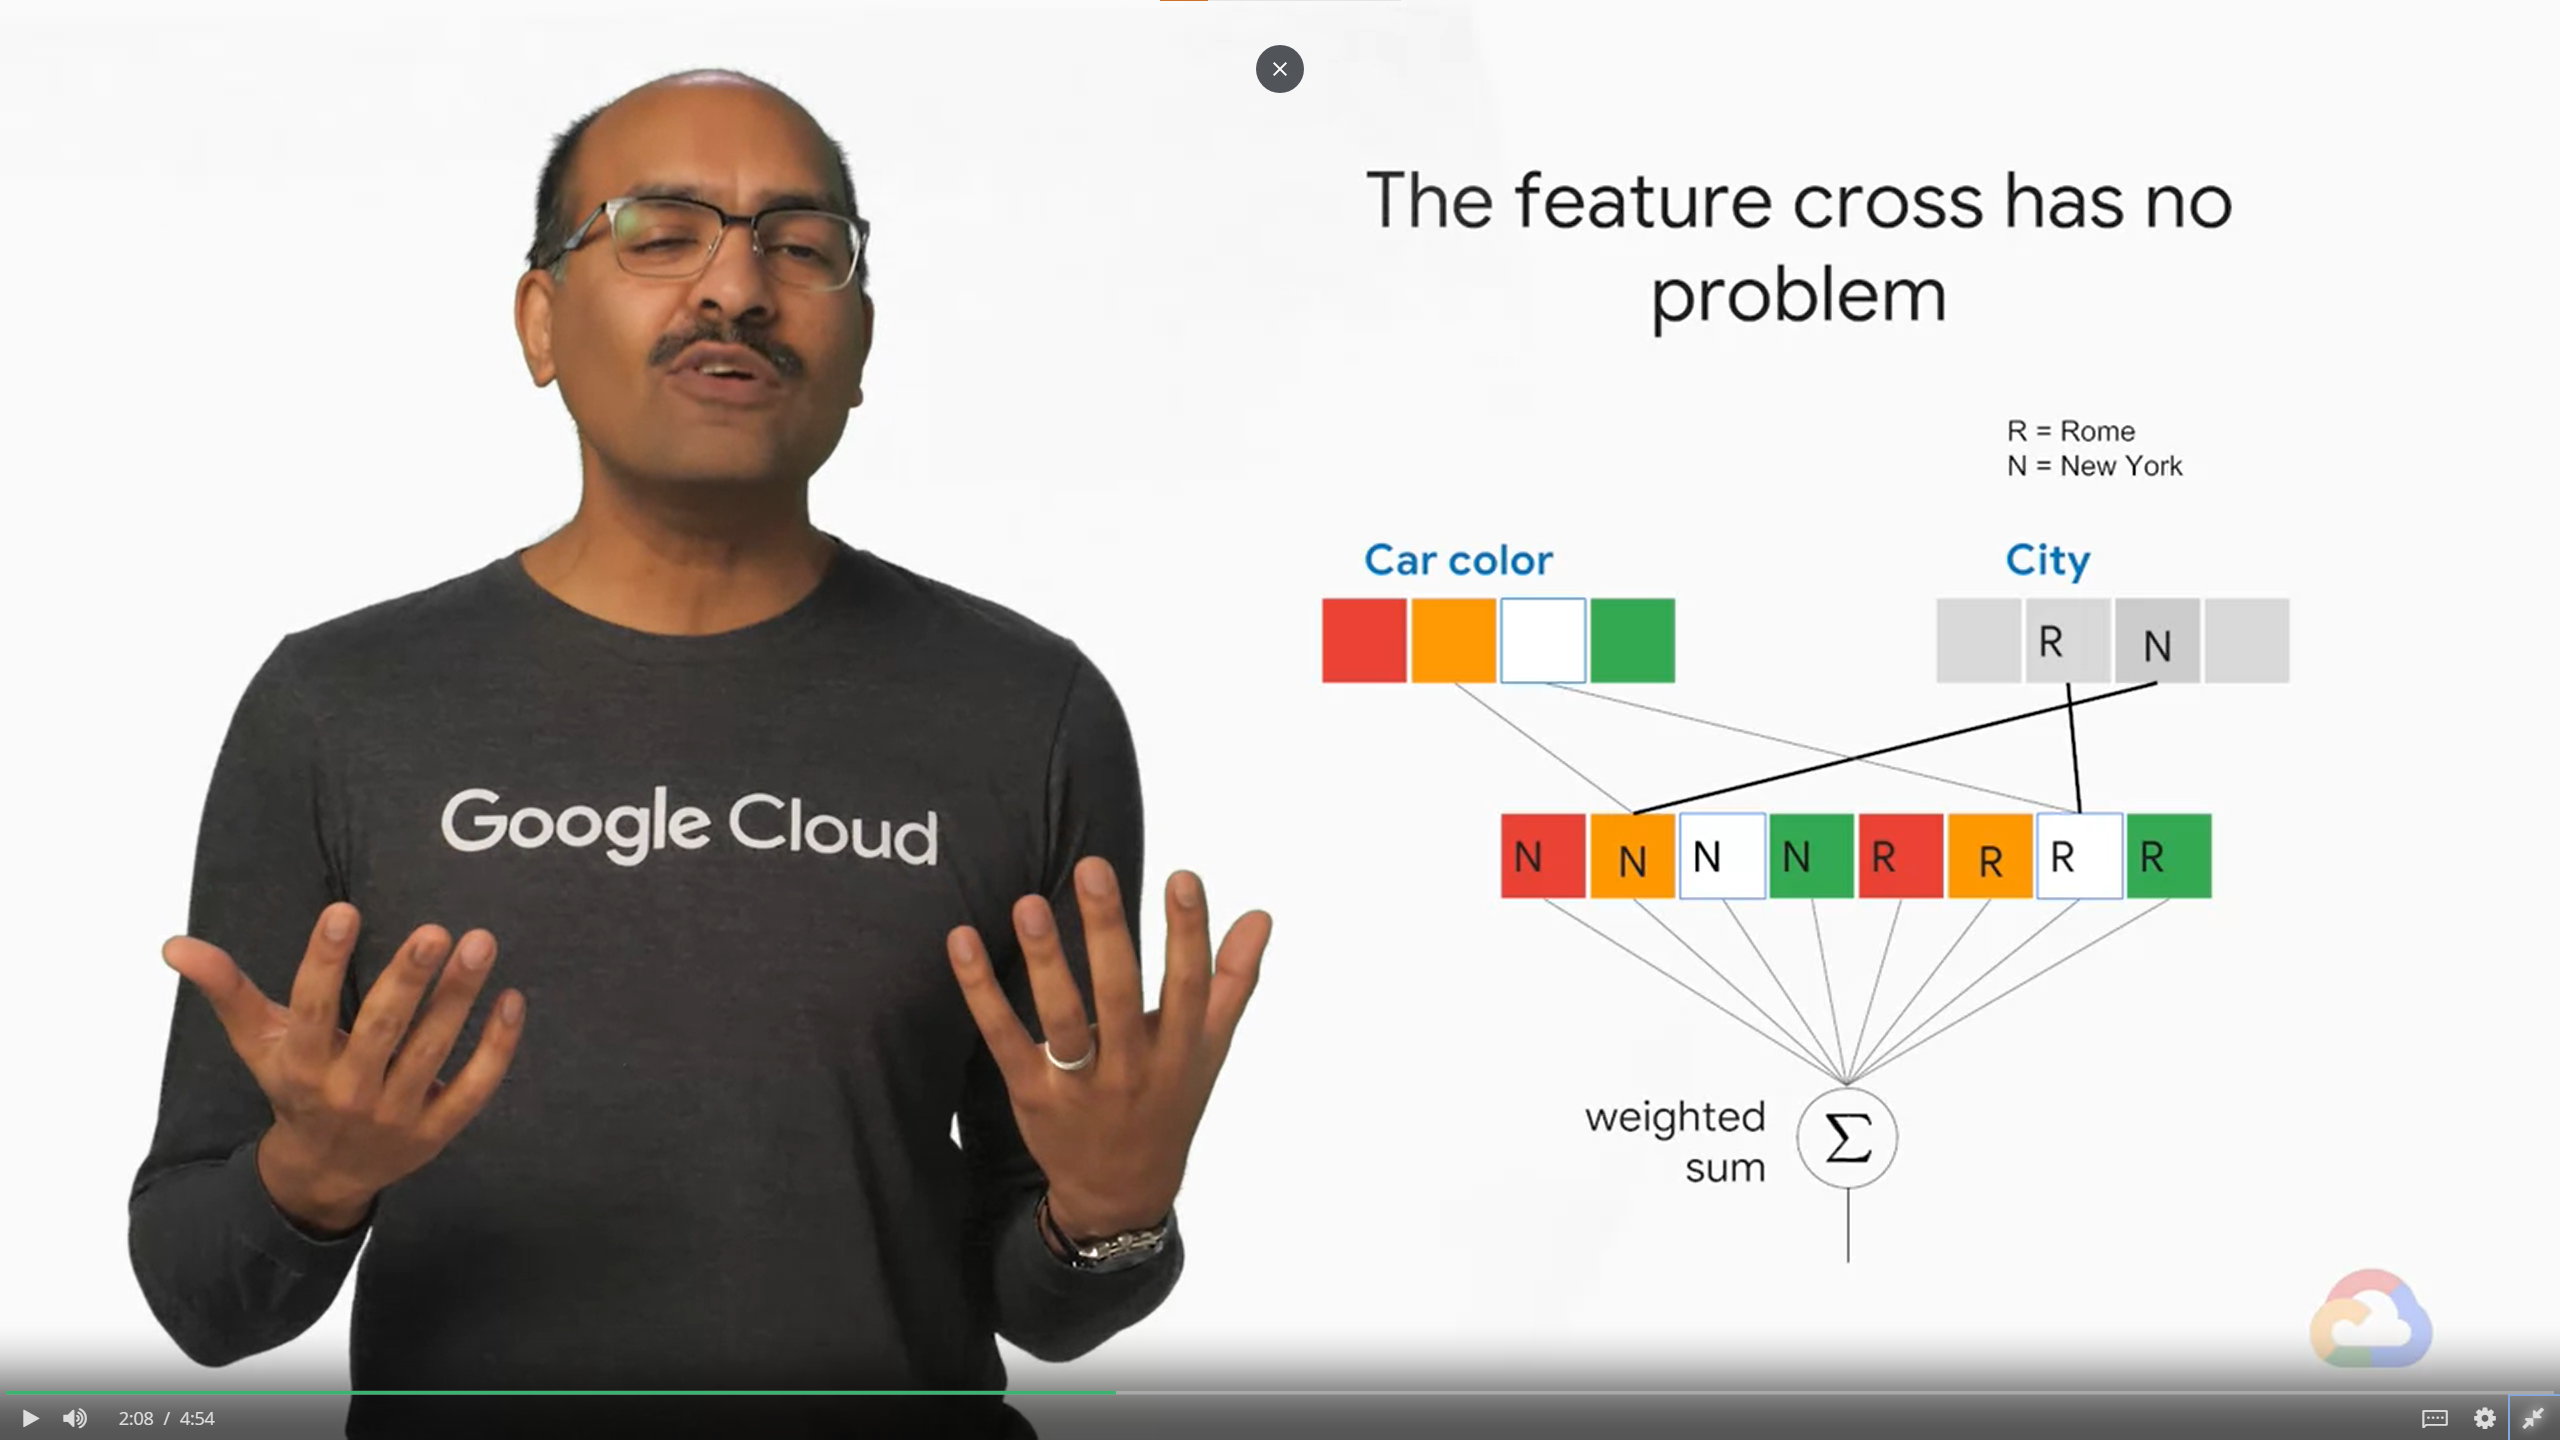 The feature cross has no
problem
R = Rome
N = New York
Car color
City
R N
N N N N R R R R
Google Cloud
weighted
sum
Σ
2:08 / 4:54